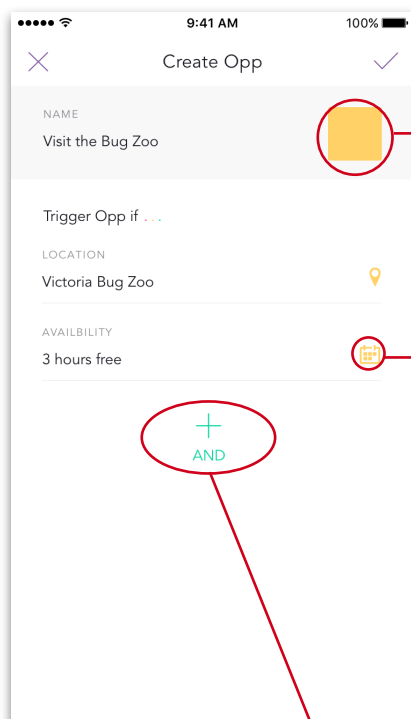 9:41 AM 100%
Create Opp
NAME
Visit the Bug Zoo
Trigger Opp if ...
LOCATION
Victoria Bug Zoo
AVAILBILITY
3 hours free
AND